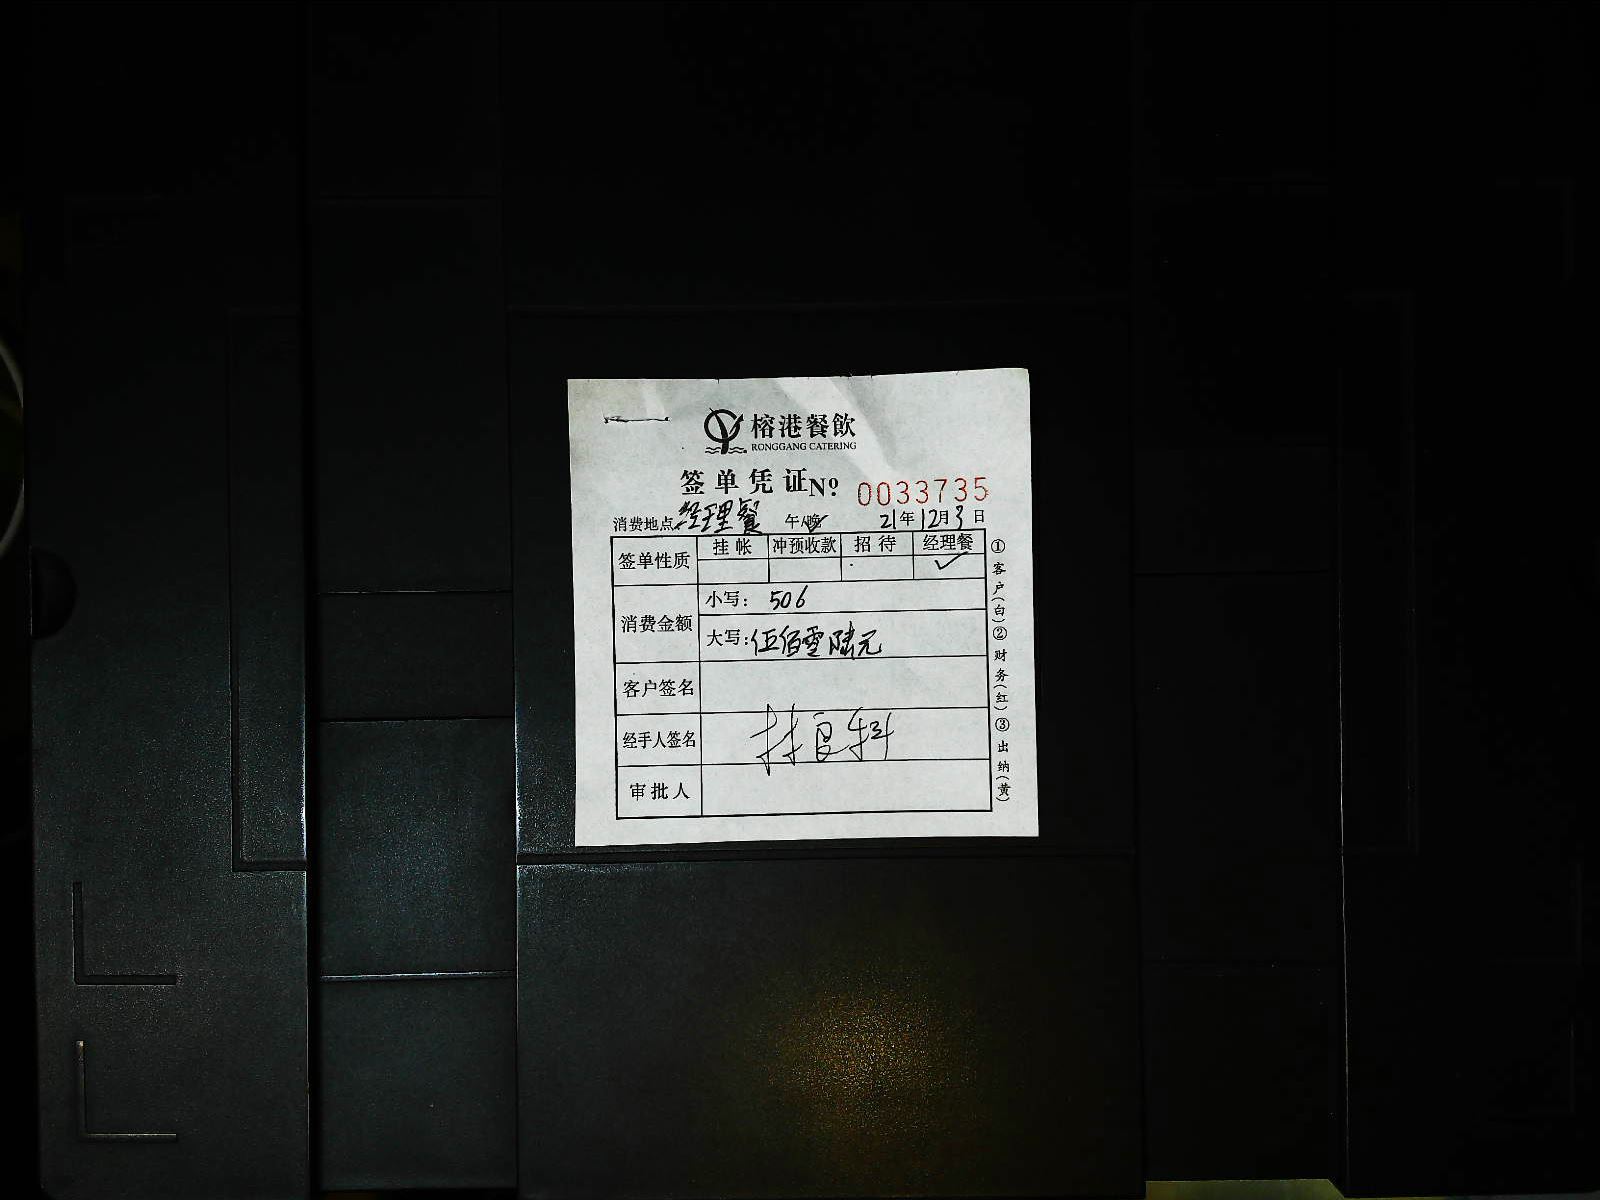 榕港餐飲
RONGGANG CATERING
签单凭证 Nº 0033735
消费地点 经理餐 午/晚 21年12月3日
签单性质 挂帐 冲预收款 招待 经理餐
✓
消费金额 小写: 506
大写: 伍佰零陆元
客户签名
经手人签名
审批人
①客户(白)②财务(红)③出纳(黄)